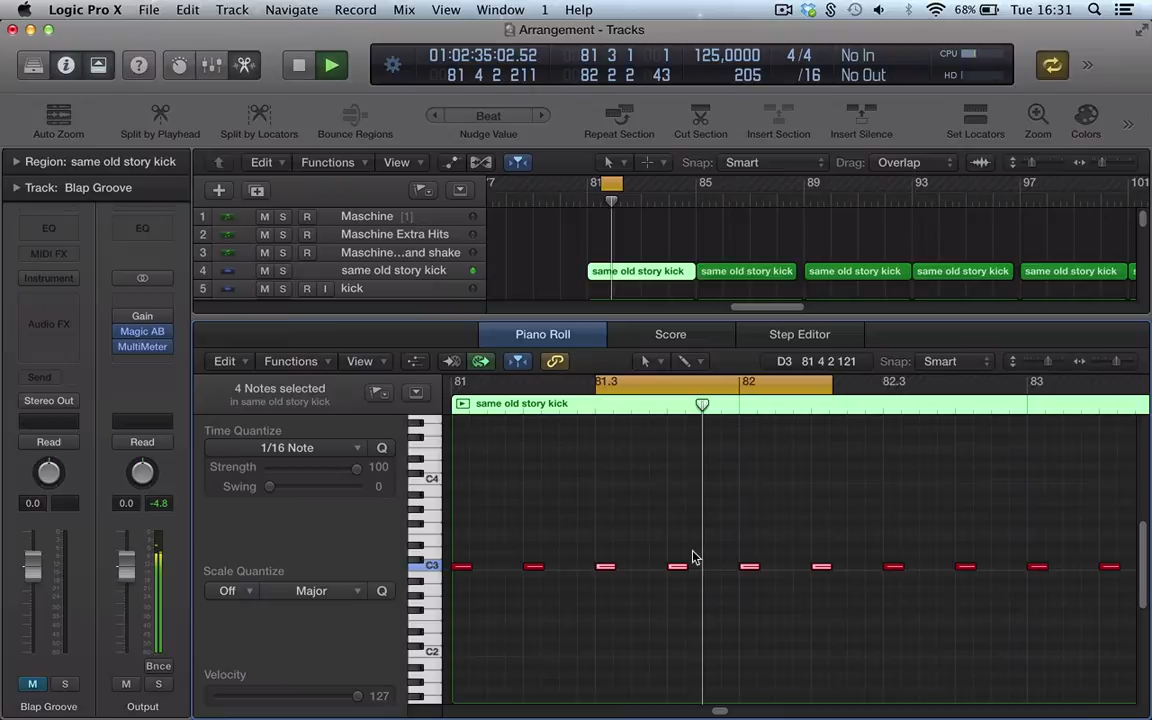 Logic Pro X File Edit Track Navigate Record Mix View Window 1 Help 68% Tue 16:31
Arrangement - Tracks
01:02:35:02.52 81 3 1 1 125,0000 4/4 No In CPU
81 4 2 211 82 2 2 43 205 /16 No Out HD
Beat
Auto Zoom Split by Playhead Split by Locators Bounce Regions Nudge Value Repeat Section Cut Section Insert Section Insert Silence Set Locators Zoom Colors
Region: same old story kick Edit Functions View Snap: Smart Drag: Overlap
Track: Blap Groove 7 81 85 89 93 97 101
1 M S R Maschine [1]
EQ EQ 2 M S R Maschine Extra Hits
MIDI FX 3 M S R Maschine...and shake
Instrument 4 M S same old story kick same old story kick same old story kick same old story kick same old story kick same old story kick
5 M S R I kick
Gain
Audio FX Magic AB Piano Roll Score Step Editor
MultiMeter
Edit Functions View D3 81 4 2 121 Snap: Smart
Send 4 Notes selected 81 81.3 82 82.3 83
Stereo Out in same old story kick same old story kick
Time Quantize
Read Read 1/16 Note Q
Strength 100
Swing 0 C4
0.0 0.0 -4.8
C3
Scale Quantize
Off Major Q
C2
Bnce Velocity
M S M S 127
Blap Groove Output